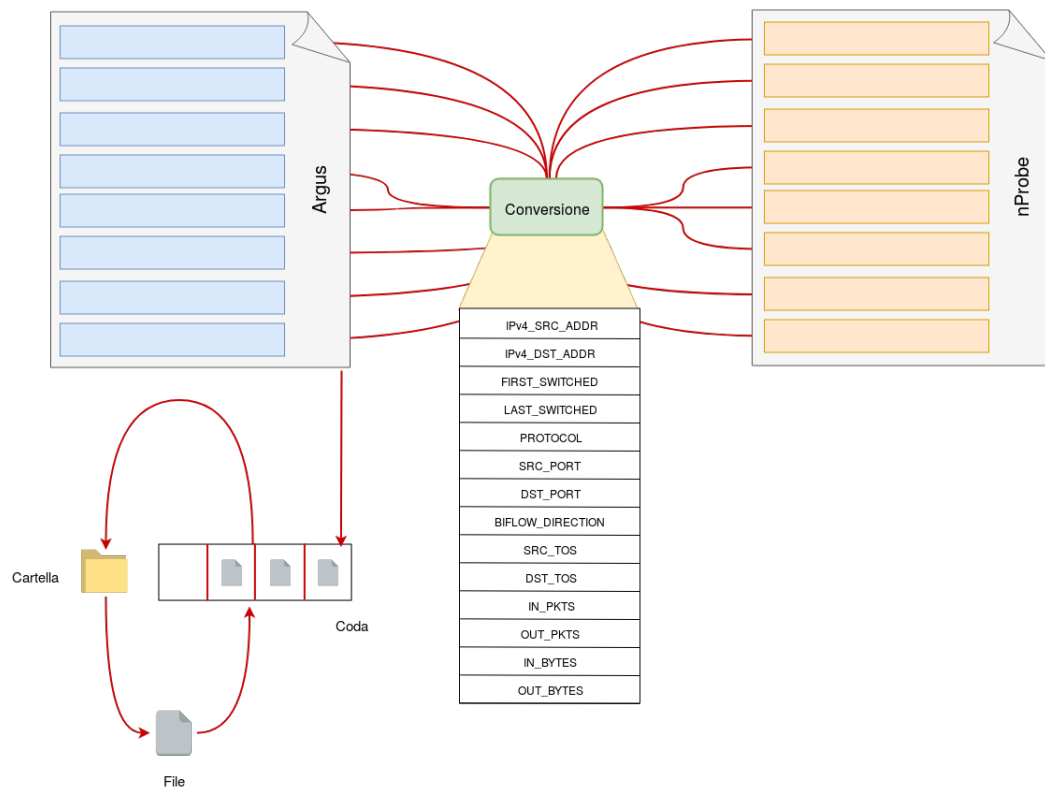 Argus
nProbe
Conversione
IPv4_SRC_ADDR
IPv4_DST_ADDR
FIRST_SWITCHED
LAST_SWITCHED
PROTOCOL
SRC_PORT
DST_PORT
BIFLOW_DIRECTION
SRC_TOS
DST_TOS
IN_PKTS
OUT_PKTS
IN_BYTES
OUT_BYTES
Cartella
Coda
File